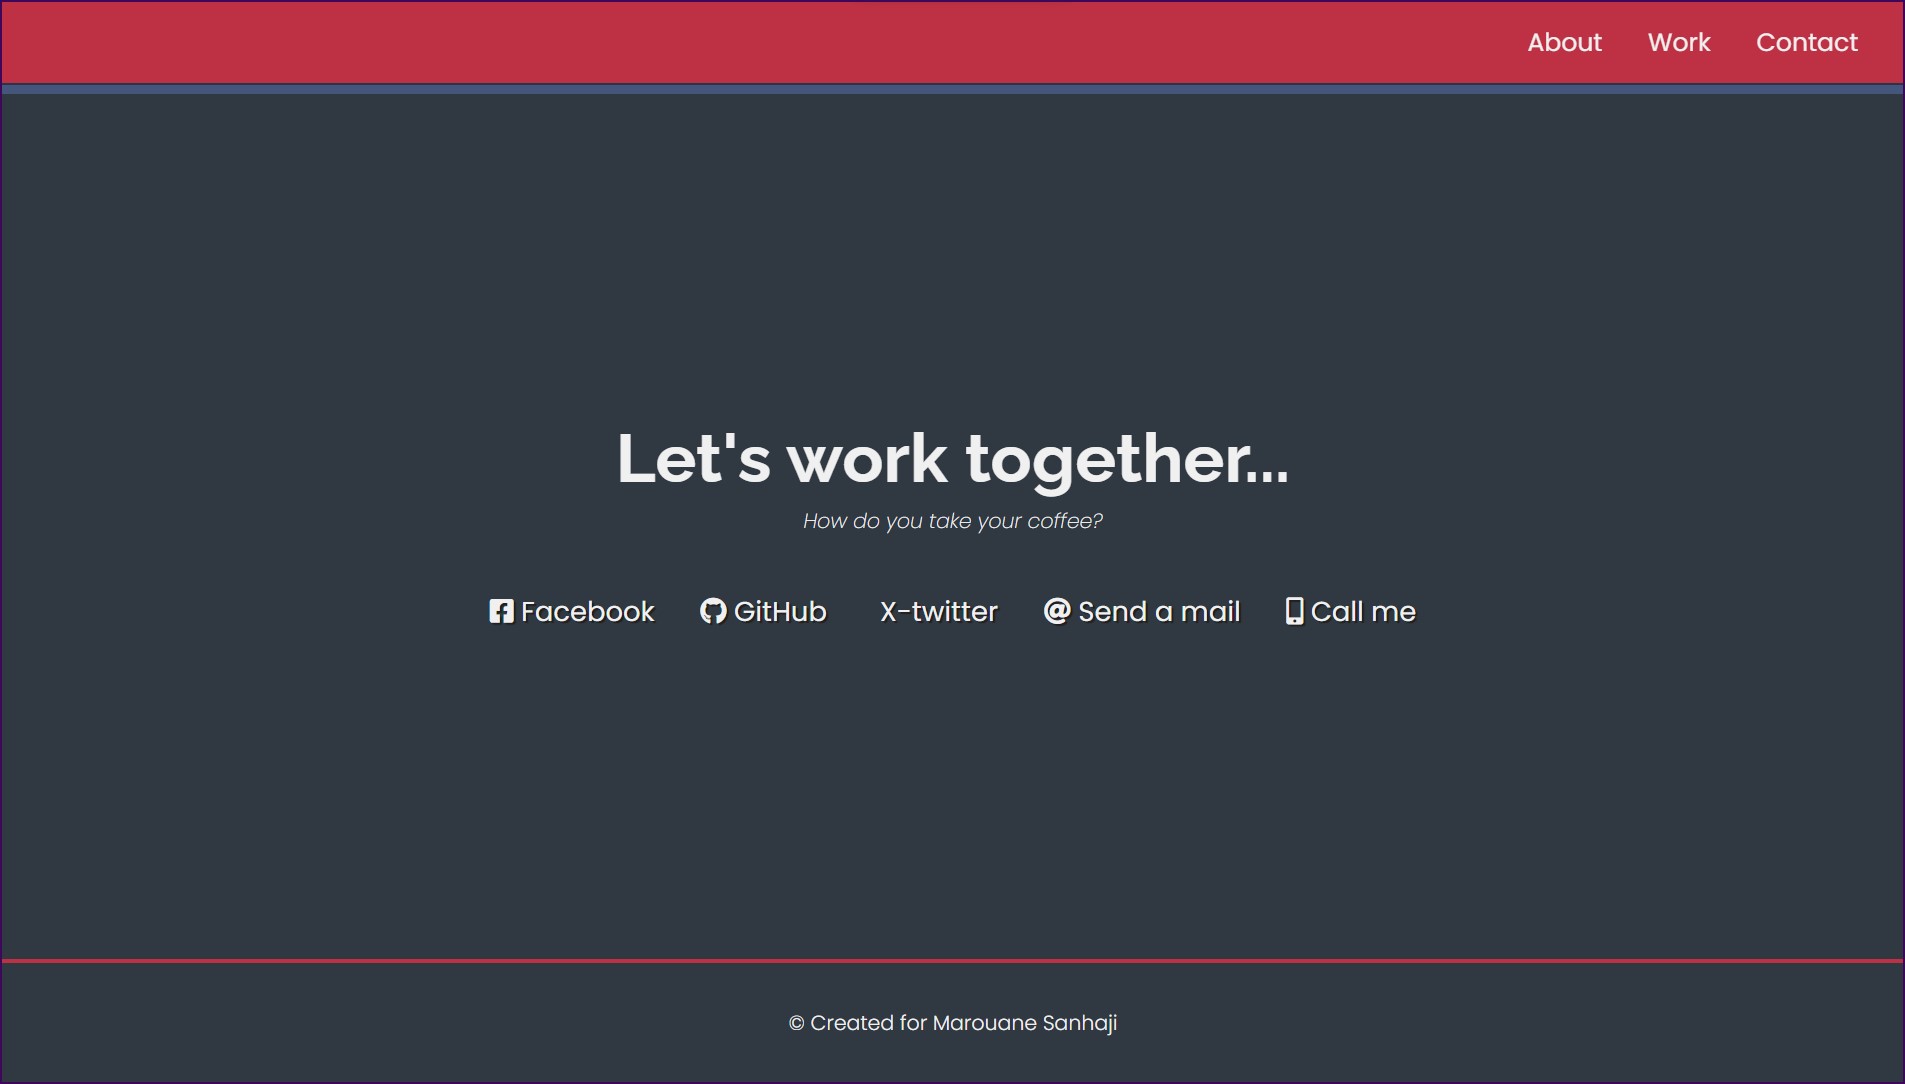 About Work Contact
Let's work together...
How do you take your coffee?
Facebook GitHub X-twitter Send a mail Call me
© Created for Marouane Sanhaji